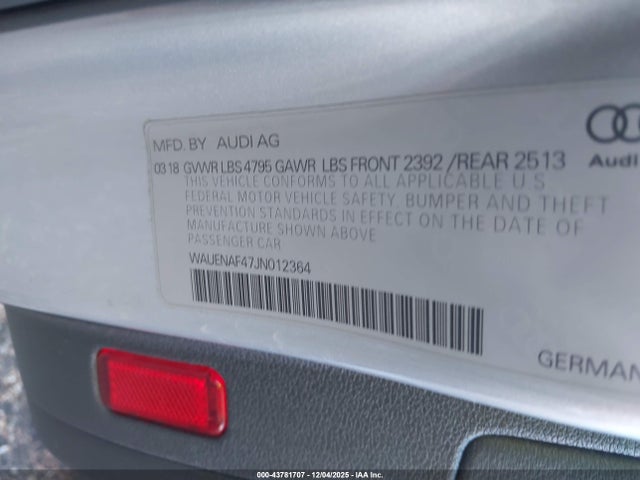 MFD. BY AUDI AG
03 18 GVWR LBS 4795 GAWR LBS FRONT 2392 /REAR 2513
THIS VEHICLE CONFORMS TO ALL APPLICABLE U S
FEDERAL MOTOR VEHICLE SAFETY, BUMPER AND THEFT
PREVENTION STANDARDS IN EFFECT ON THE DATE OF
MANUFACTURE SHOWN ABOVE
PASSENGER CAR
WAUENAF47JN012364
Audi
GERMAN
000-43781707 - 12/04/2025 - IAA, Inc.